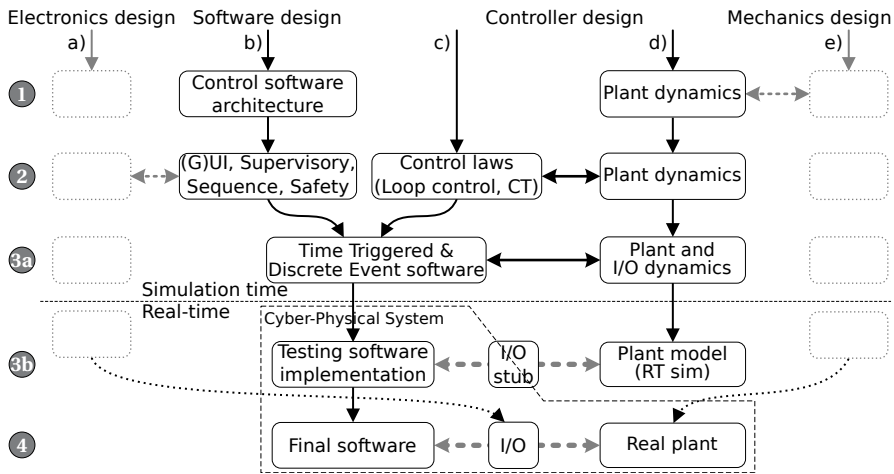 Electronics design
Software design
Controller design
Mechanics design
a)
b)
c)
d)
e)
1
Control software
architecture
Plant dynamics
2
(G)UI, Supervisory,
Sequence, Safety
Control laws
(Loop control, CT)
Plant dynamics
3a
Time Triggered &
Discrete Event software
Plant and
I/O dynamics
Simulation time
Real-time
Cyber-Physical System
3b
Testing software
implementation
I/O
stub
Plant model
(RT sim)
4
Final software
I/O
Real plant